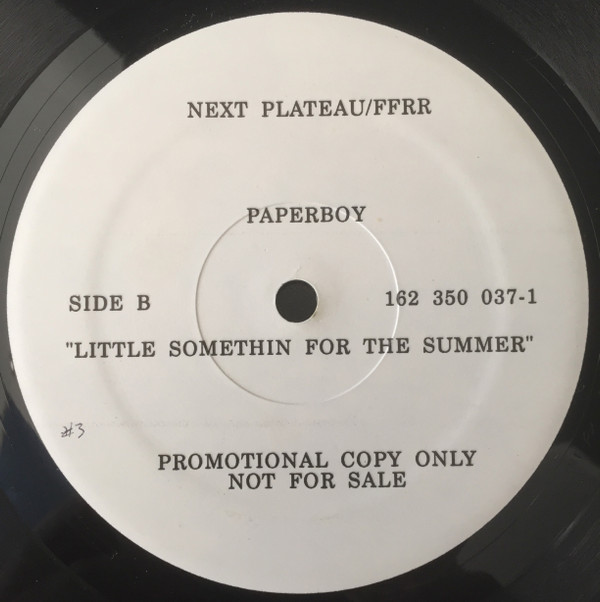 NEXT PLATEAU/FFRR
PAPERBOY
SIDE B 162 350 037-1
"LITTLE SOMETHIN FOR THE SUMMER"
#3
PROMOTIONAL COPY ONLY
NOT FOR SALE